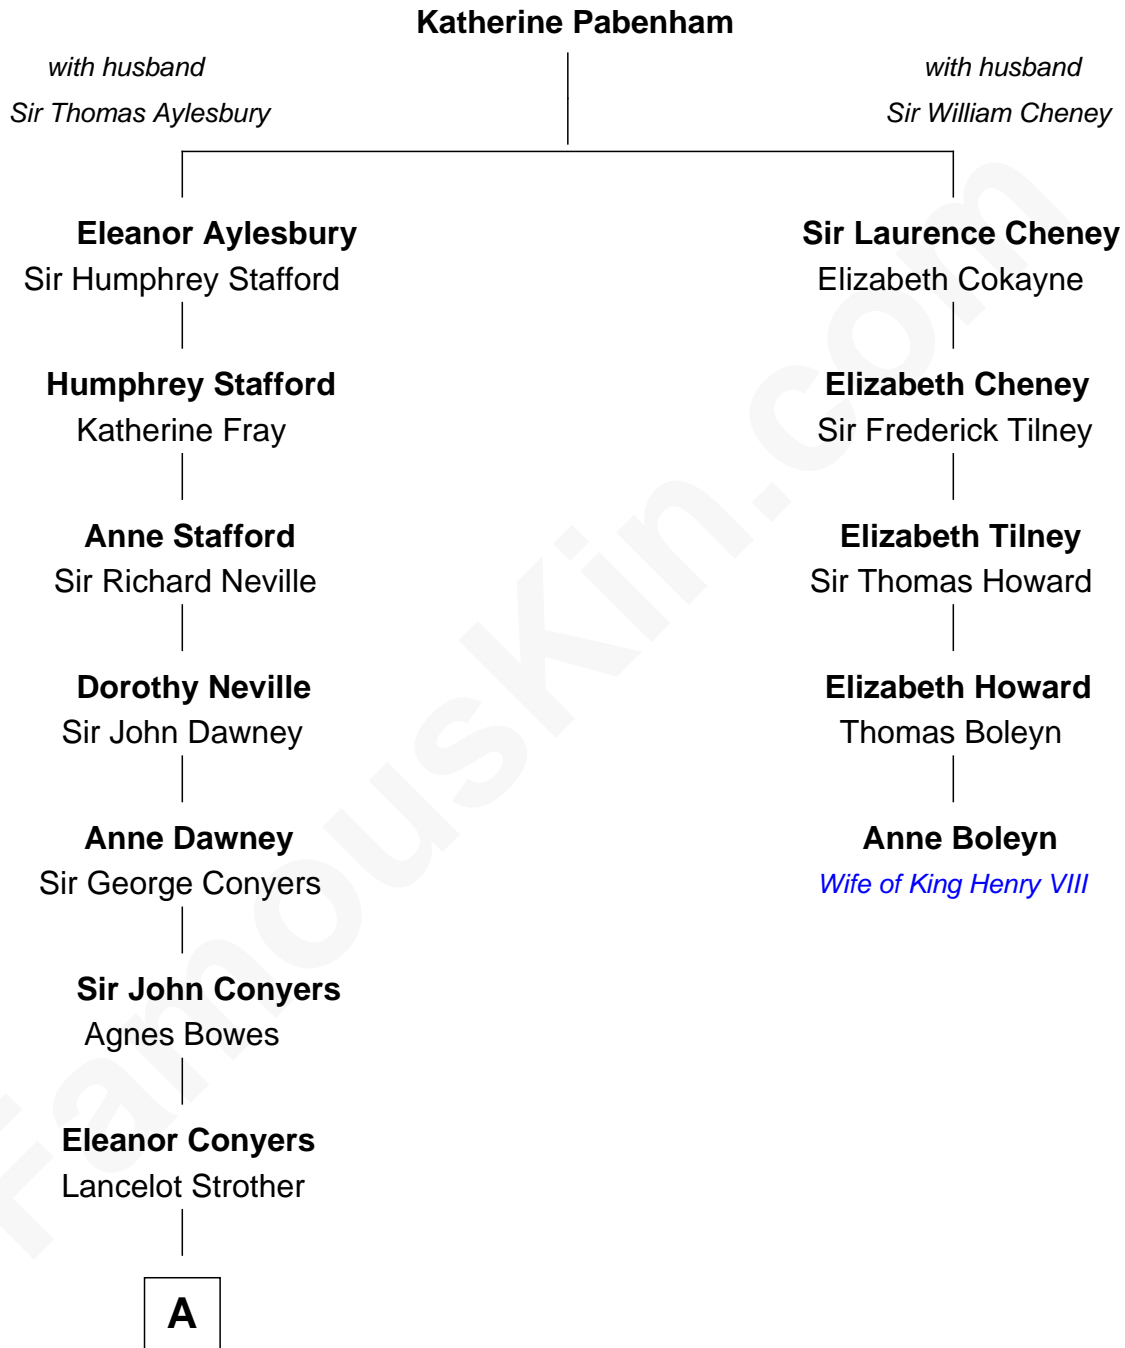 Katherine Pabenham
with husband
Sir Thomas Aylesbury
with husband
Sir William Cheney
Eleanor Aylesbury
Sir Humphrey Stafford
Sir Laurence Cheney
Elizabeth Cokayne
Humphrey Stafford
Katherine Fray
Elizabeth Cheney
Sir Frederick Tilney
Anne Stafford
Sir Richard Neville
Elizabeth Tilney
Sir Thomas Howard
Dorothy Neville
Sir John Dawney
Elizabeth Howard
Thomas Boleyn
Anne Dawney
Sir George Conyers
Anne Boleyn
Wife of King Henry VIII
Sir John Conyers
Agnes Bowes
Eleanor Conyers
Lancelot Strother
A
FamousKin.com